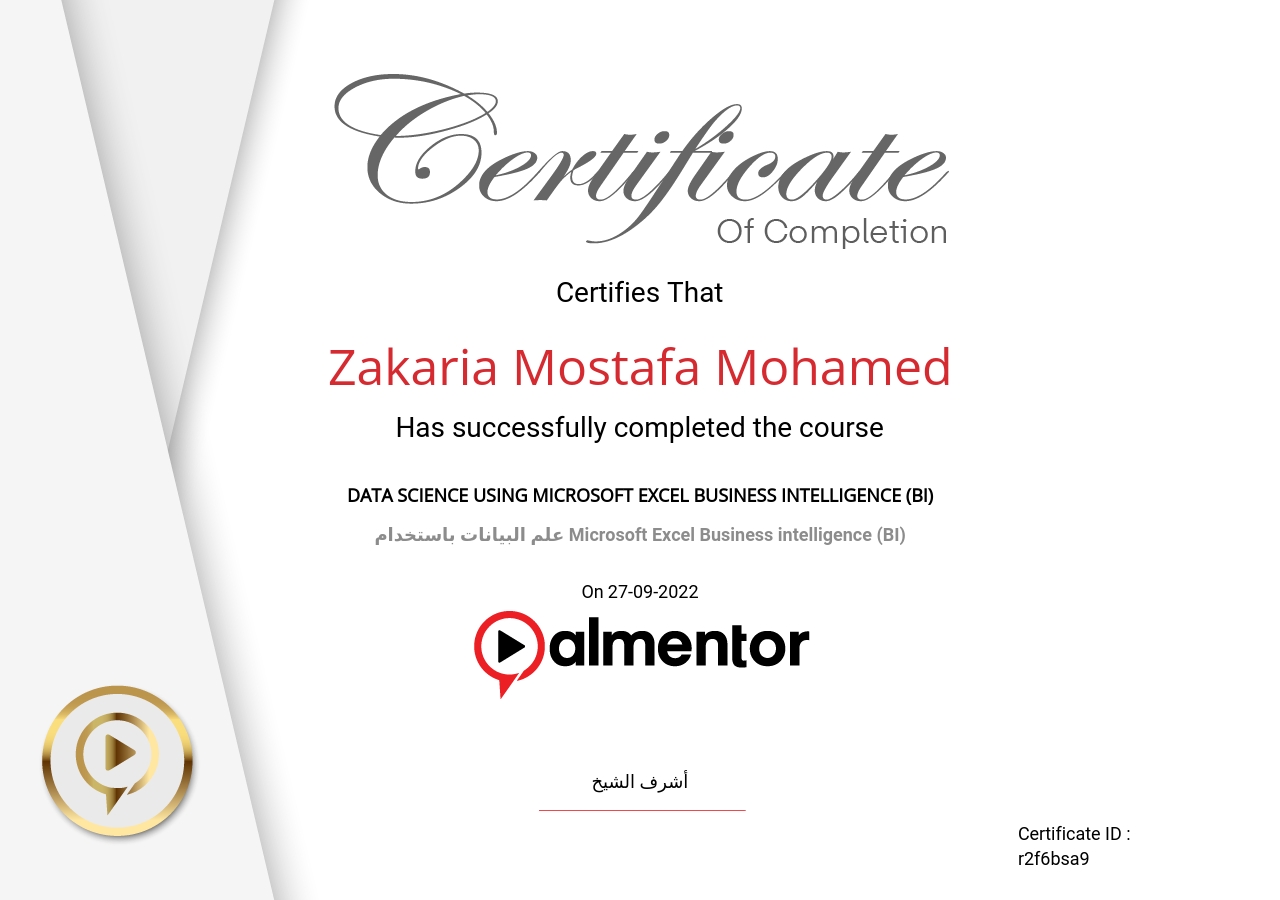 Certificate
Of Completion
Certifies That
Zakaria Mostafa Mohamed
Has successfully completed the course
DATA SCIENCE USING MICROSOFT EXCEL BUSINESS INTELLIGENCE (BI)
علم البيانات باستخدام Microsoft Excel Business intelligence (BI)
On 27-09-2022
almentor
أشرف الشيخ
Certificate ID :
r2f6bsa9